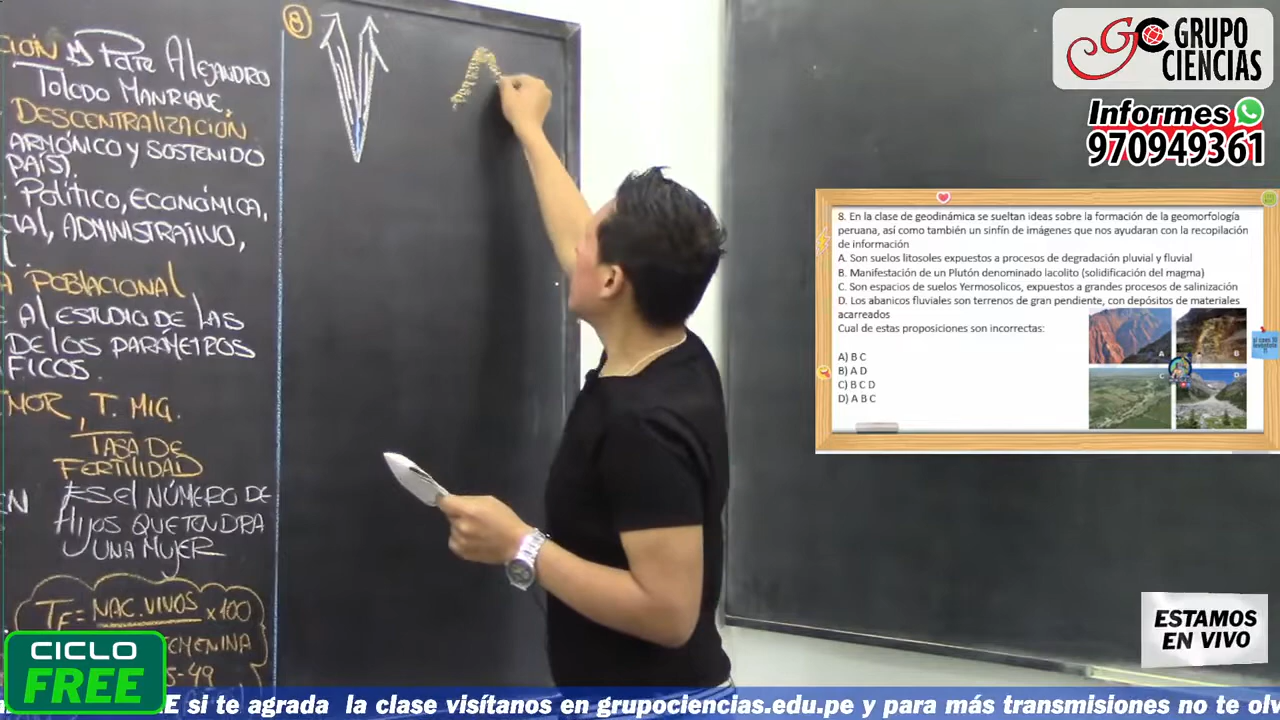 CIÓN Pdte Alejandro
Toledo Manrique.
DESCENTRALIZACIÓN
ARMÓNICO y SOSTENIDO
PAÍS).
Político, Económica,
ADMINISTRATIVO,
POBLACIONAL
Al ESTUDIO DE LAS
DE LOS PARÁMETROS
FICOS.
T. MIG.
TASA DE
FERTILIDAD
ES el NÚMERO DE
Hijos QUE TENDRA
UNA MUJER
TF = NAC. VIVOS x100
EMENINA
-49
8
GC GRUPO
CIENCIAS
Informes
970949361
8. En la clase de geodinámica se sueltan ideas sobre la formación de la geomorfología
peruana, así como también un sinfín de imágenes que nos ayudaran con la recopilación
de información
A. Son suelos litosoles expuestos a procesos de degradación pluvial y fluvial
B. Manifestación de un Plutón denominado lacolito (solidificación del magma)
C. Son espacios de suelos Yermosolicos, expuestos a grandes procesos de salinización
D. Los abanicos fluviales son terrenos de gran pendiente, con depósitos de materiales
acarreados
Cual de estas proposiciones son incorrectas:
A) B C
B) A D
C) B C D
D) A B C
A
B
C
D
ESTAMOS
EN VIVO
CICLO
FREE
E si te agrada la clase visítanos en grupociencias.edu.pe y para más transmisiones no te olv